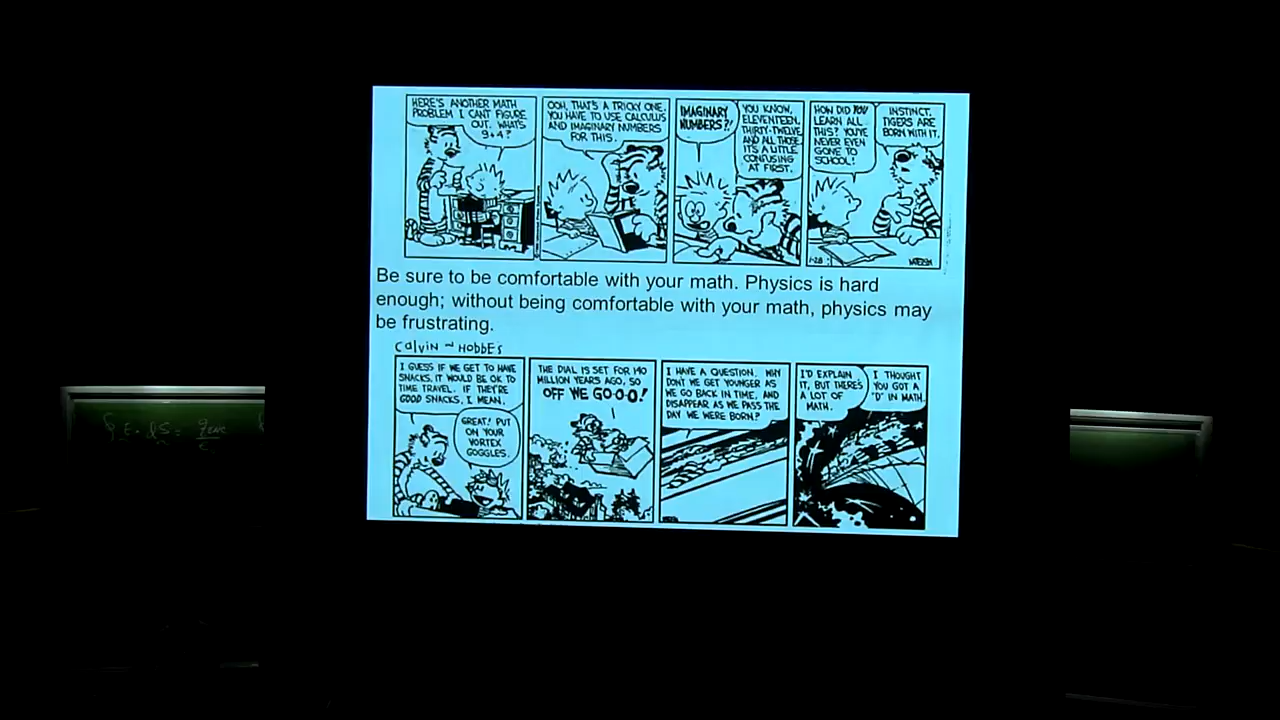 HERE'S ANOTHER MATH
PROBLEM I CAN'T FIGURE
OUT. WHAT'S
9+4?
OOH, THAT'S A TRICKY ONE.
YOU HAVE TO USE CALCULUS
AND IMAGINARY NUMBERS
FOR THIS.
IMAGINARY
NUMBERS?!
YOU KNOW,
ELEVENTEEN,
THIRTY-TWELVE
AND ALL THOSE.
IT'S A LITTLE
CONFUSING
AT FIRST.
HOW DID YOU
LEARN ALL
THIS? YOU'VE
NEVER EVEN
GONE TO
SCHOOL!
INSTINCT.
TIGERS ARE
BORN WITH IT.
1-28
Be sure to be comfortable with your math. Physics is hard
enough; without being comfortable with your math, physics may
be frustrating.
Calvin ~ HobbEs
I GUESS IF WE GET TO HAVE
SNACKS, IT WOULD BE OK TO
TIME TRAVEL. IF THEY'RE
GOOD SNACKS, I MEAN.
GREAT! PUT
ON YOUR
VORTEX
GOGGLES.
THE DIAL IS SET FOR 140
MILLION YEARS AGO, SO
OFF WE GO-O-O!
I HAVE A QUESTION. WHY
DON'T WE GET YOUNGER AS
WE GO BACK IN TIME, AND
DISAPPEAR AS WE PASS THE
DAY WE WERE BORN?
I'D EXPLAIN
IT, BUT THERE'S
A LOT OF
MATH.
I THOUGHT
YOU GOT A
"D" IN MATH.